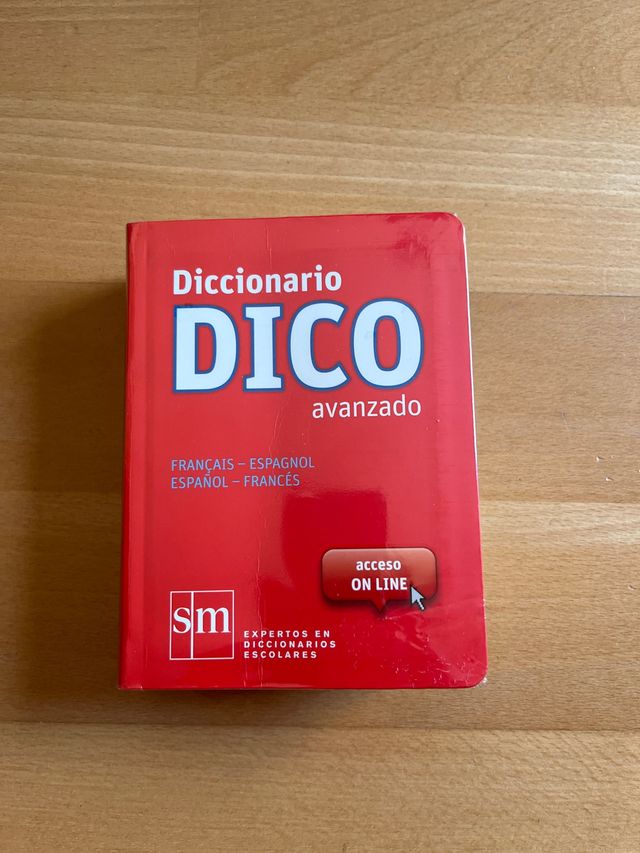 Diccionario
DICO
avanzado
FRANÇAIS – ESPAGNOL
ESPAÑOL – FRANCÉS
acceso
ON LINE
sm
EXPERTOS EN
DICCIONARIOS
ESCOLARES